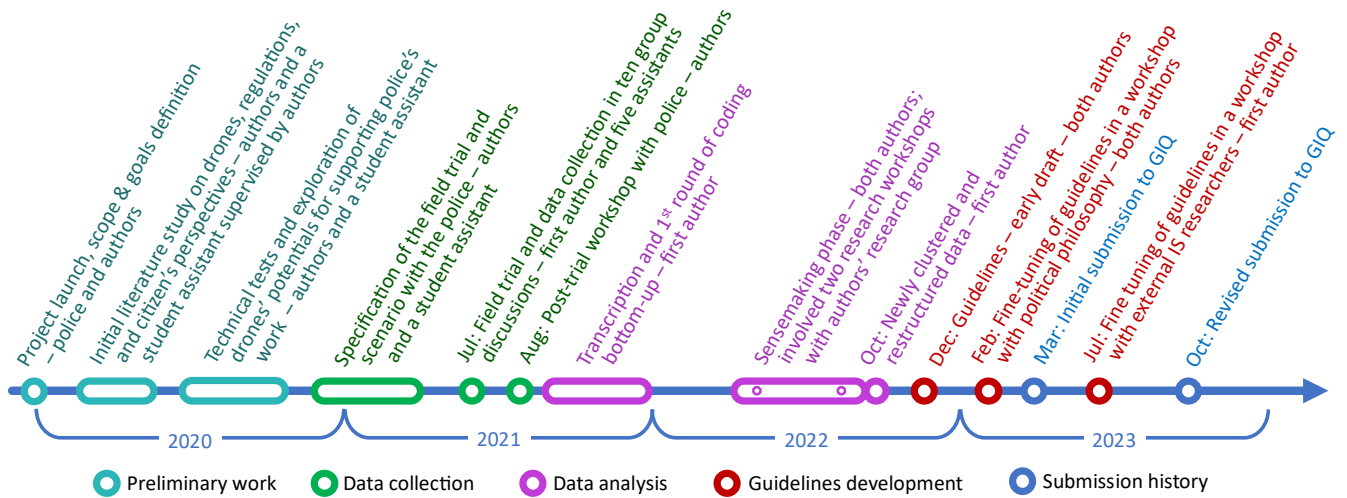 Project launch, scope & goals definition
– police and authors
Initial literature study on drones, regulations,
and citizen's perspectives – authors and a
student assistant supervised by authors
Technical tests and exploration of
drones' potentials for supporting police's
work – authors and a student assistant
Specification of the field trial and
scenario with the police – authors
and a student assistant
Jul: Field trial and data collection in ten group
discussions – first author and five assistants
Aug: Post-trial workshop with police – authors
Transcription and 1st round of coding
bottom-up – first author
Sensemaking phase – both authors;
involved two research workshops
with authors' research group
Oct: Newly clustered and
restructured data – first author
Dec: Guidelines – early draft – both authors
Feb: Fine-tuning of guidelines in a workshop
with political philosophy – both authors
Mar: Initial submission to GIQ
Jul: Fine tuning of guidelines in a workshop
with external IS researchers – first author
Oct: Revised submission to GIQ
2020
2021
2022
2023
Preliminary work
Data collection
Data analysis
Guidelines development
Submission history